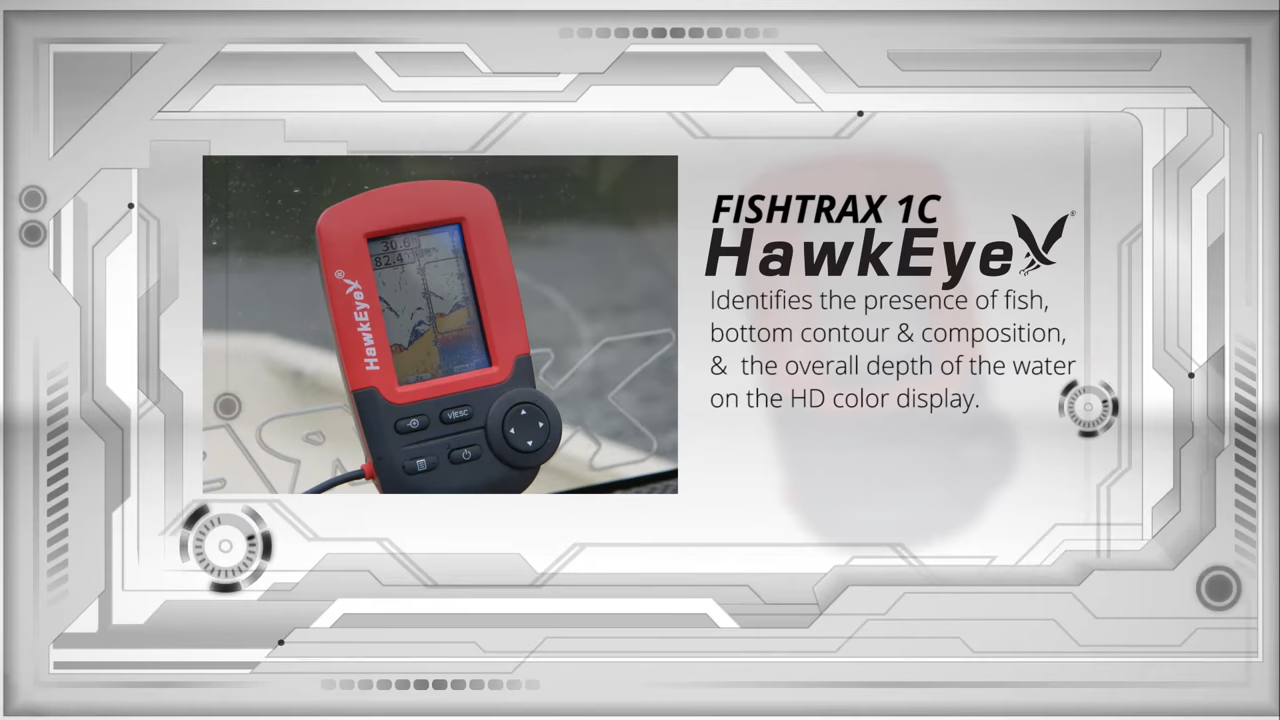 FISHTRAX 1C
HawkEye®
Identifies the presence of fish,
bottom contour & composition,
& the overall depth of the water
on the HD color display.
30.6
82.4
HawkEye®
V/ESC